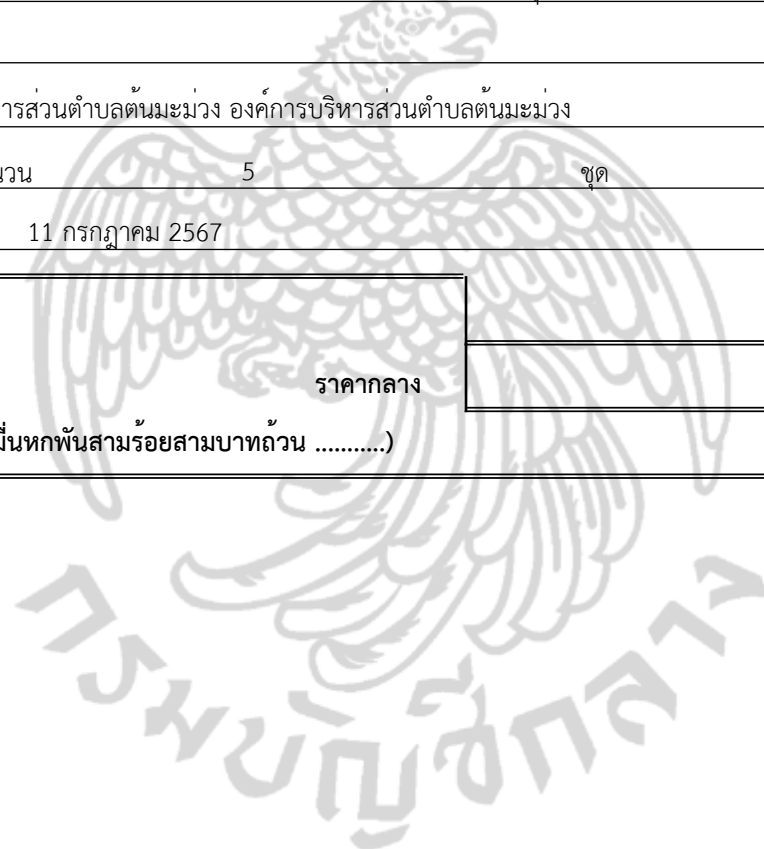 ารส่วนตำบลต้นมะม่วง องค์การบริหารส่วนตำบลต้นมะม่วง
นวน 5 ชุด
11 กรกฎาคม 2567
ราคากลาง
มื่นหกพันสามร้อยสามบาทถ้วน ...........)
กรมบัญชีกลาง